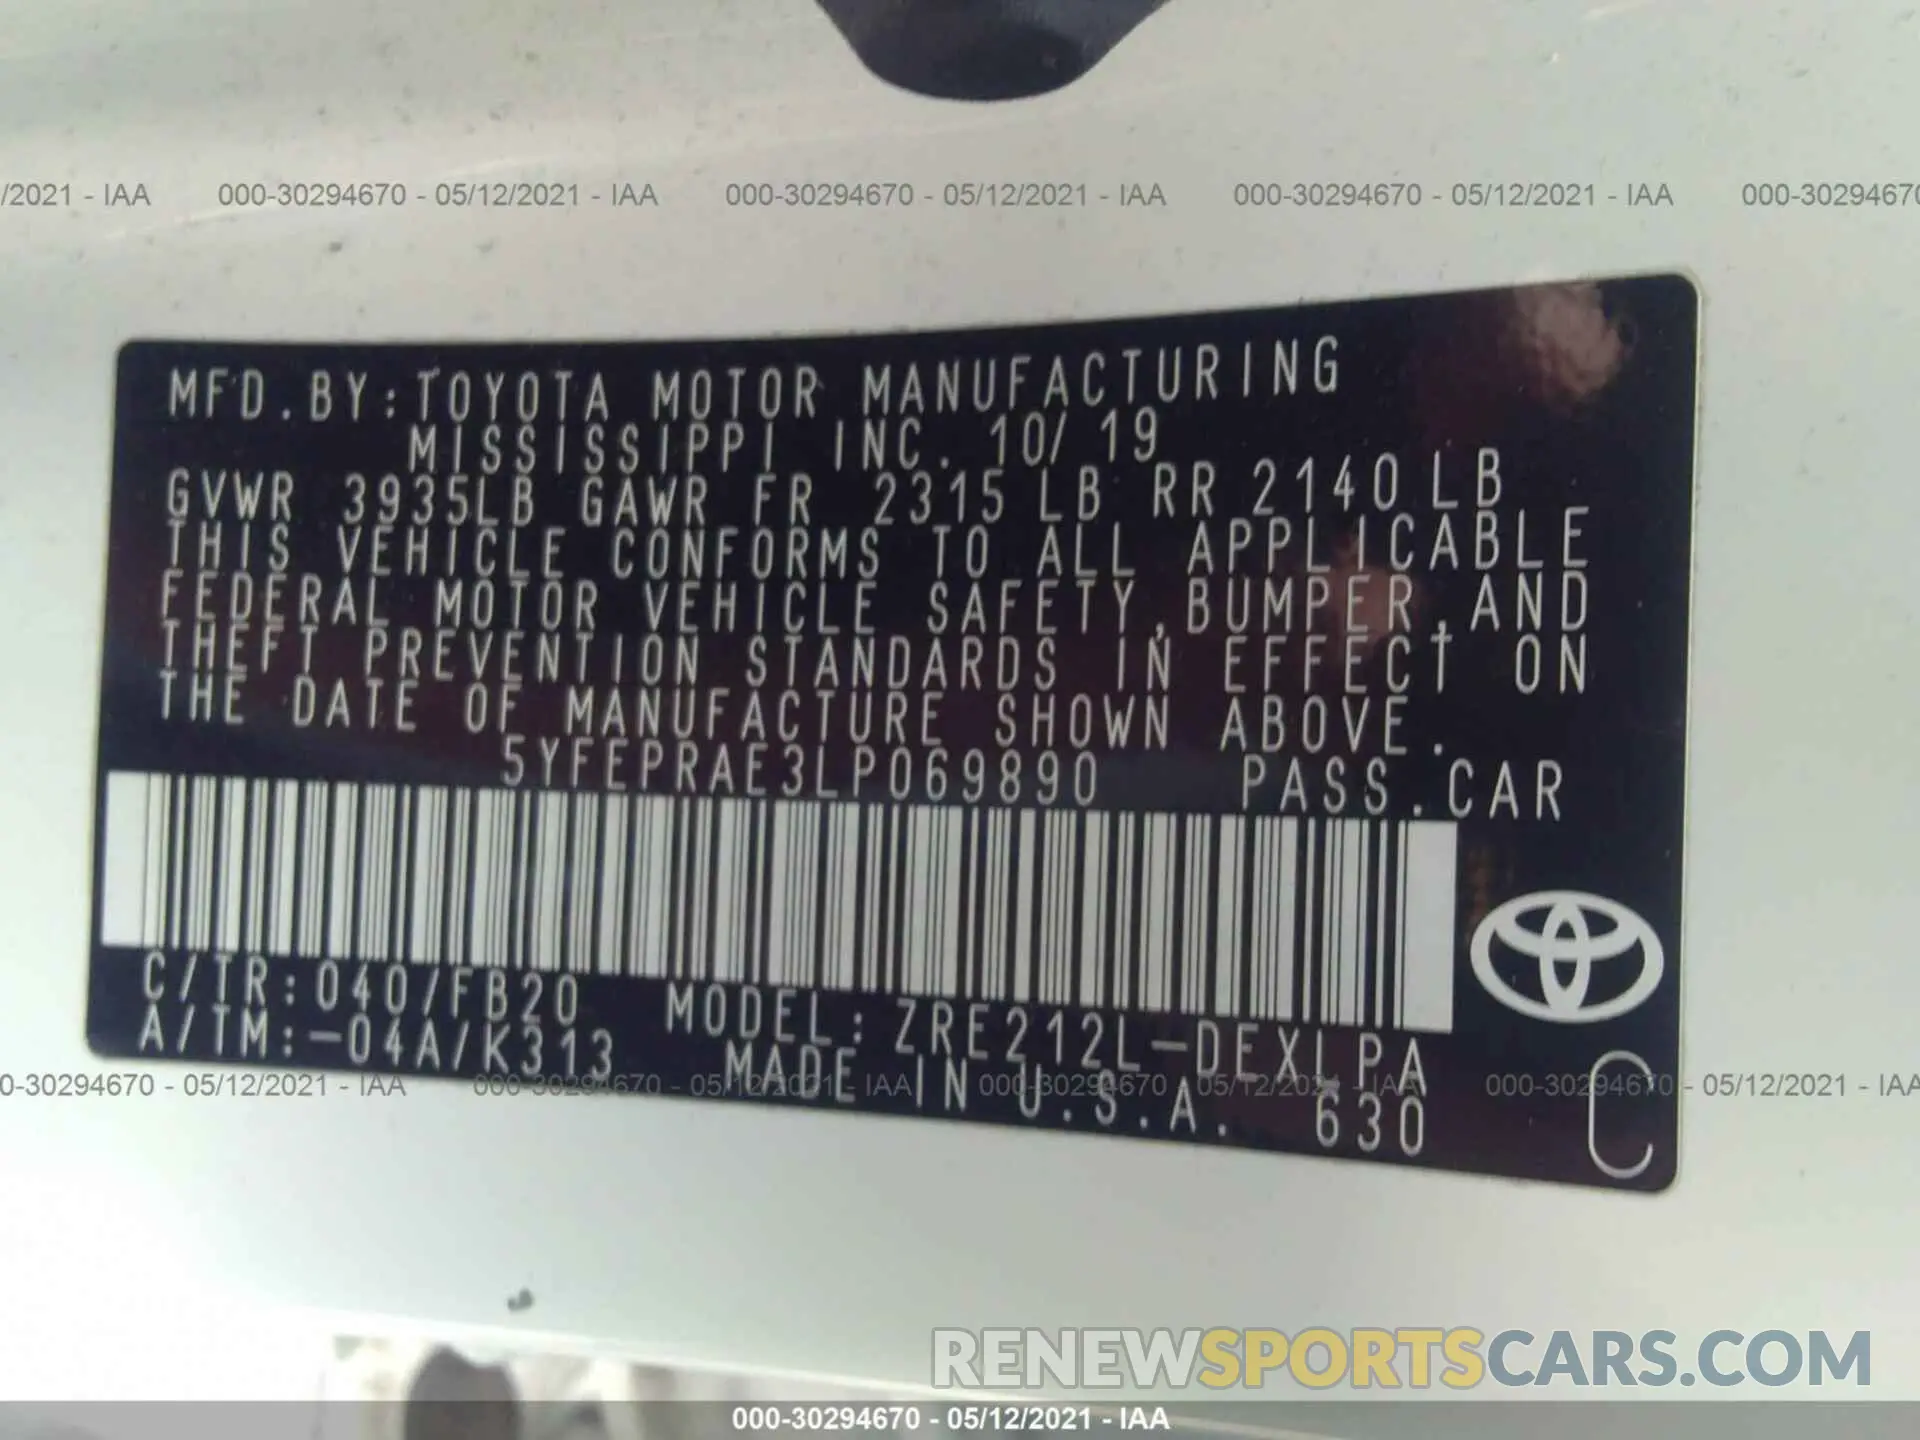 /2021 - IAA 000-30294670 - 05/12/2021 - IAA 000-30294670 - 05/12/2021 - IAA 000-30294670 - 05/12/2021 - IAA 000-30294670
MFD.BY:TOYOTA MOTOR MANUFACTURING
MISSISSIPPI INC. 10/19
GVWR 3935LB GAWR FR 2315LB RR 2140LB
THIS VEHICLE CONFORMS TO ALL APPLICABLE
FEDERAL MOTOR VEHICLE SAFETY,BUMPER,AND
THEFT PREVENTION STANDARDS IN EFFECT ON
THE DATE OF MANUFACTURE SHOWN ABOVE.
5YFEPRAE3LP069890 PASS.CAR
C/TR:040/FB20 MODEL:ZRE212L-DEXLPA
A/TM:-04A/K313 MADE IN U.S.A. 630
C
0-30294670 - 05/12/2021 - IAA 000-30294670 - 05/12/2021 - IAA 000-30294670 - 05/12/2021 - IAA 000-30294670 - 05/12/2021 - IAA
RENEWSPORTSCARS.COM
000-30294670 - 05/12/2021 - IAA